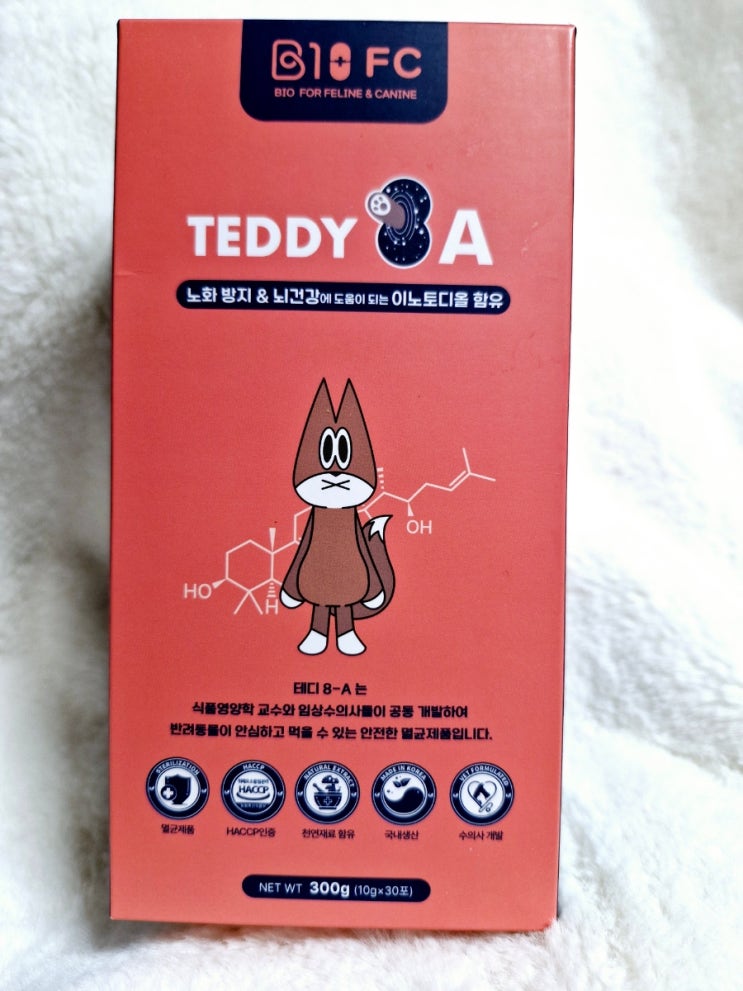 B10 FC
BIO FOR FELINE & CANINE
TEDDY 8A
노화 방지 & 뇌건강에 도움이 되는 이노토디올 함유
OH
HO
H
테디 8-A 는
식품영양학 교수와 임상수의사들이 공동 개발하여
반려동물이 안심하고 먹을 수 있는 안전한 멸균제품입니다.
STERILIZATION
HACCP
HACCP
NATURAL EXTRACT
MADE IN KOREA
VET FORMULATED
멸균제품
HACCP인증
천연재료 함유
국내생산
수의사 개발
NET WT 300g (10g×30포)